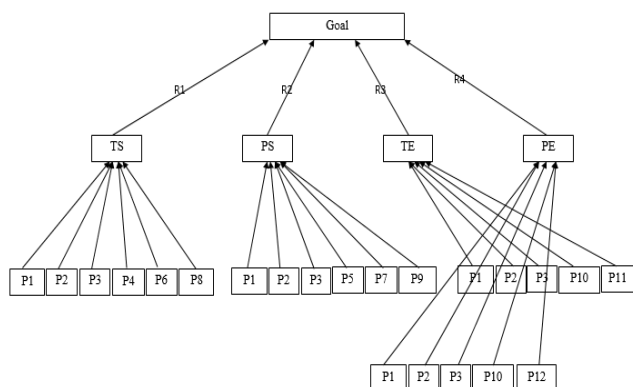 Goal
R1 R2 R3 R4
TS PS TE PE
P1 P2 P3 P4 P6 P8 P1 P2 P3 P5 P7 P9 P1 P2 P3 P10 P11
P1 P2 P3 P10 P12